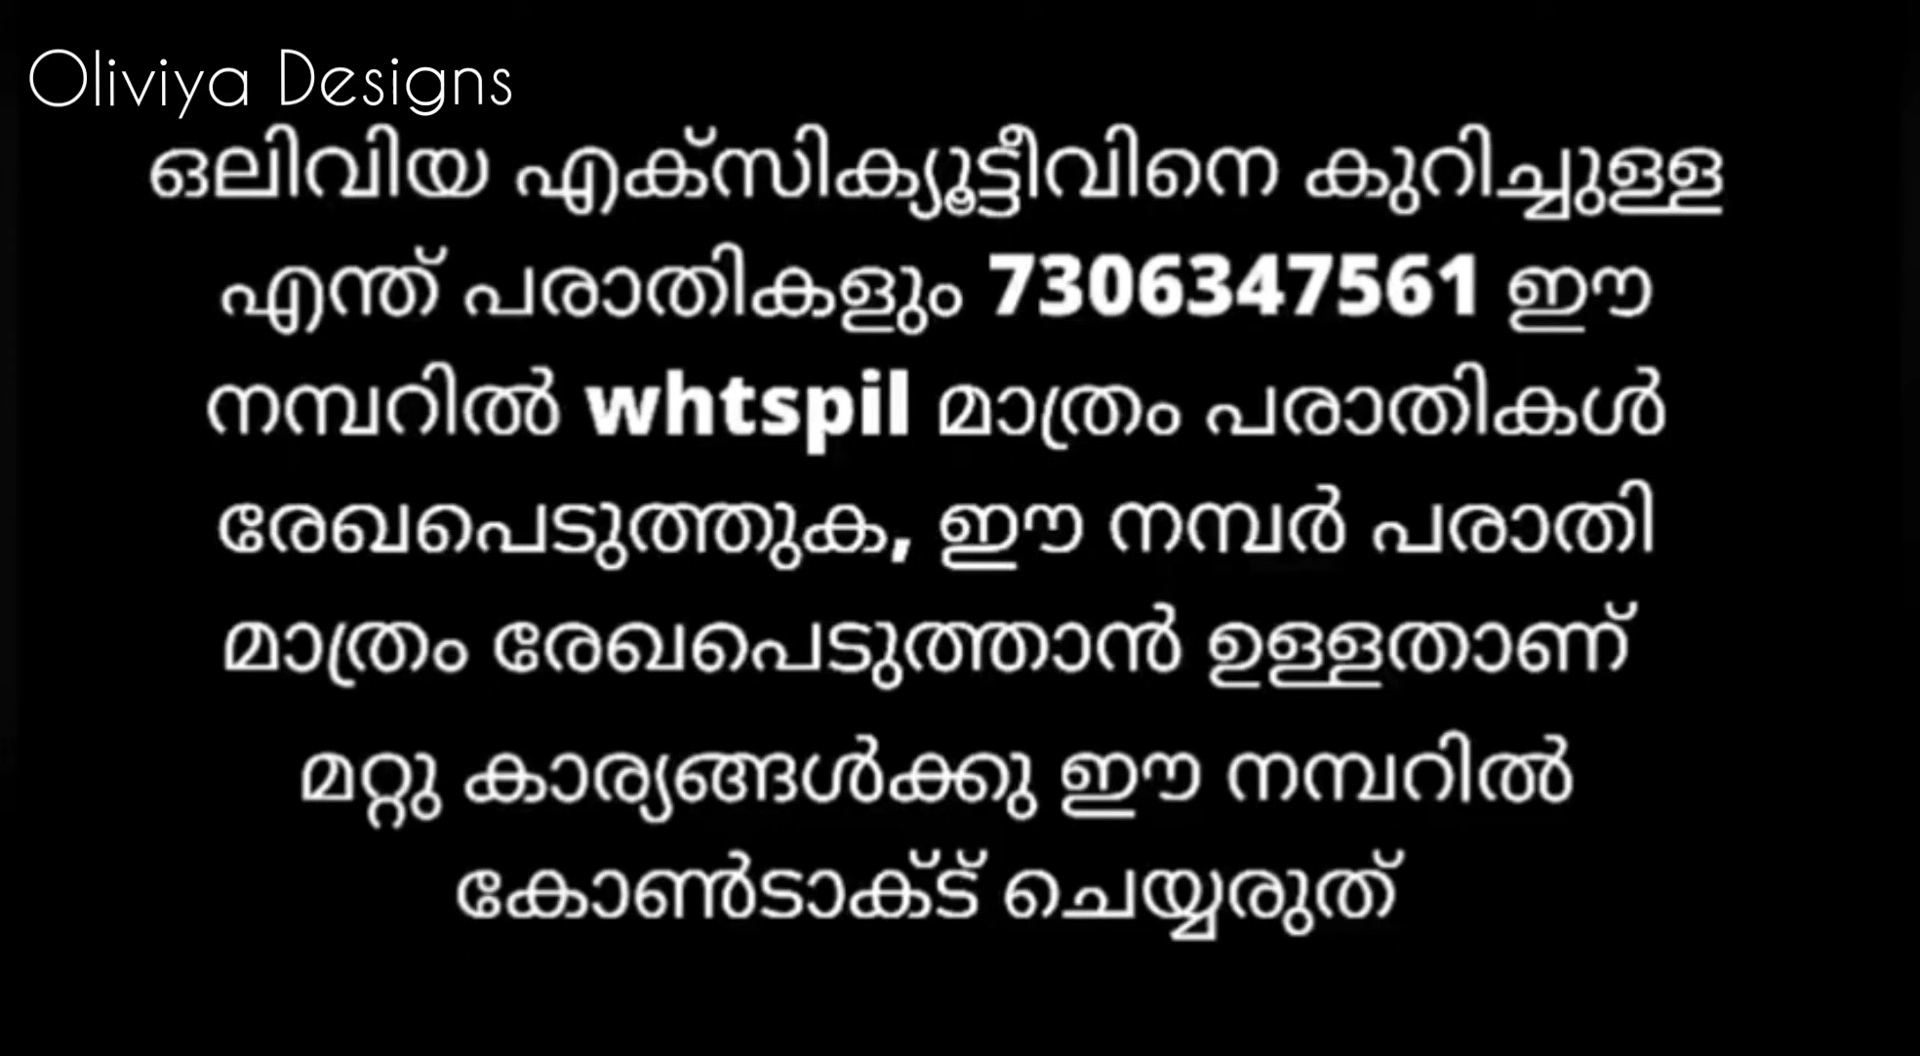 Oliviya Designs
ഒലിവിയ എക്സിക്യൂട്ടീവിനെ കുറിച്ചുള്ള
എന്ത് പരാതികളും 7306347561 ഈ
നമ്പറിൽ whtspil മാത്രം പരാതികൾ
രേഖപെടുത്തുക, ഈ നമ്പർ പരാതി
മാത്രം രേഖപെടുത്താൻ ഉള്ളതാണ്
മറ്റു കാര്യങ്ങൾക്കു ഈ നമ്പറിൽ
കോൺടാക്ട് ചെയ്യരുത്